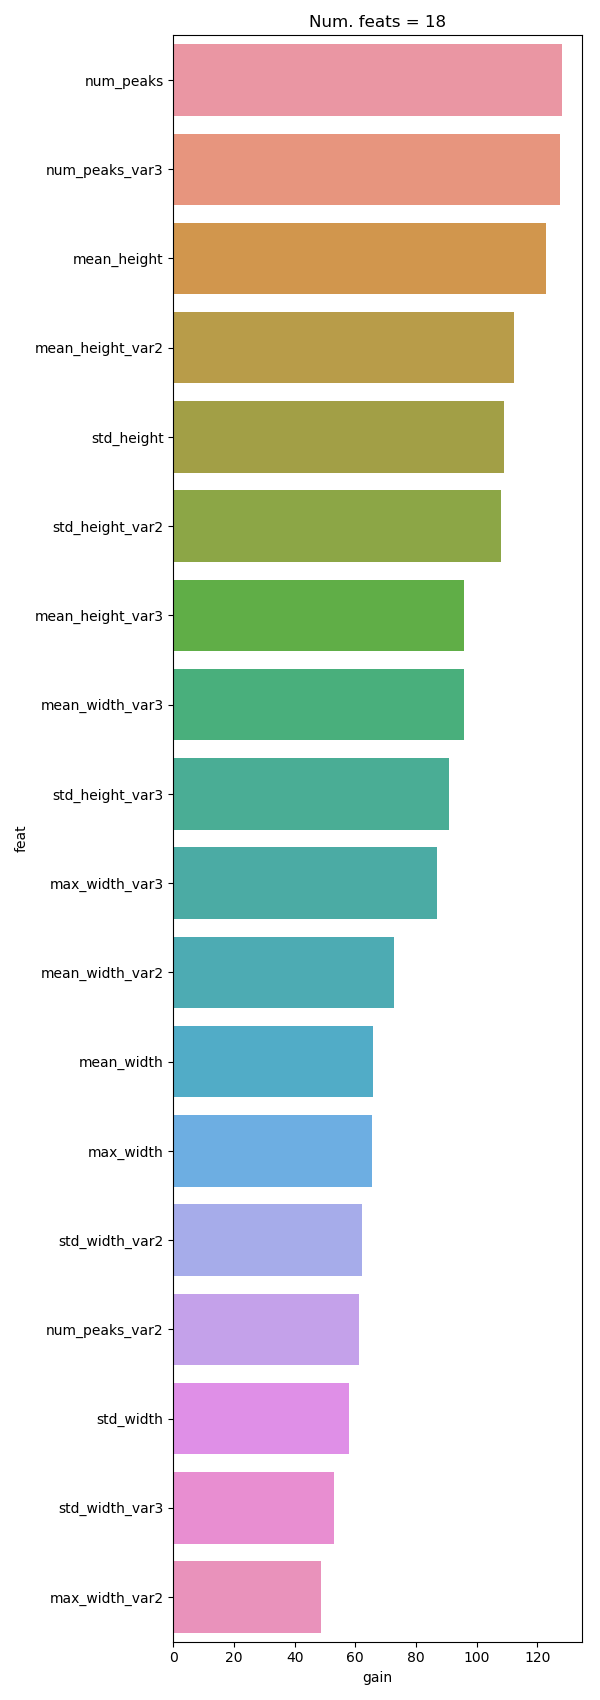 Num. feats = 18
num_peaks
num_peaks_var3
mean_height
mean_height_var2
std_height
std_height_var2
mean_height_var3
mean_width_var3
std_height_var3
feat
max_width_var3
mean_width_var2
mean_width
max_width
std_width_var2
num_peaks_var2
std_width
std_width_var3
max_width_var2
0 20 40 60 80 100 120
gain